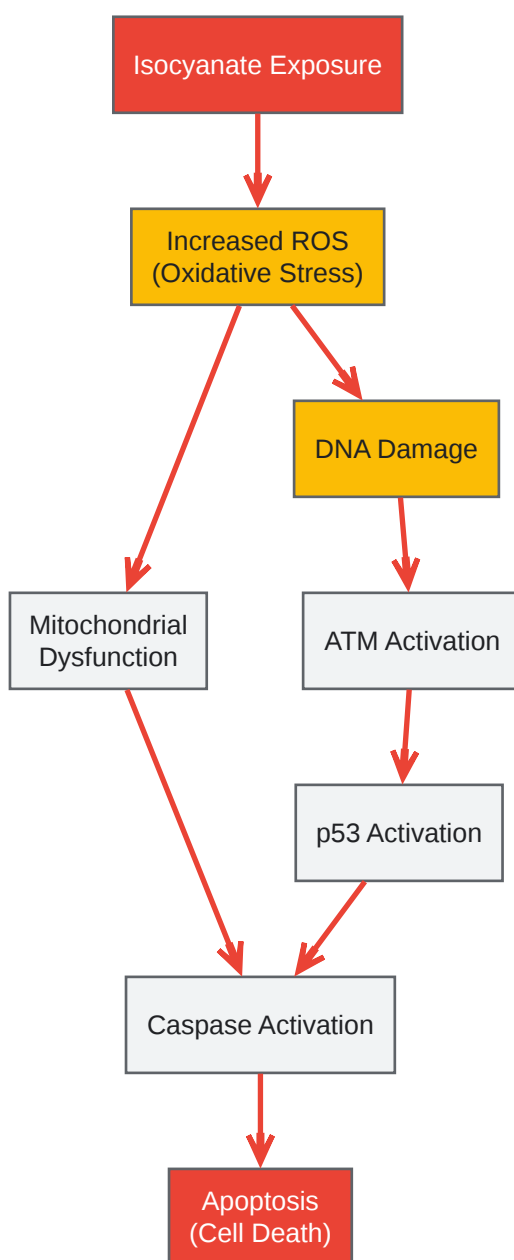 Isocyanate Exposure
Increased ROS
(Oxidative Stress)
DNA Damage
Mitochondrial
Dysfunction
ATM Activation
p53 Activation
Caspase Activation
Apoptosis
(Cell Death)